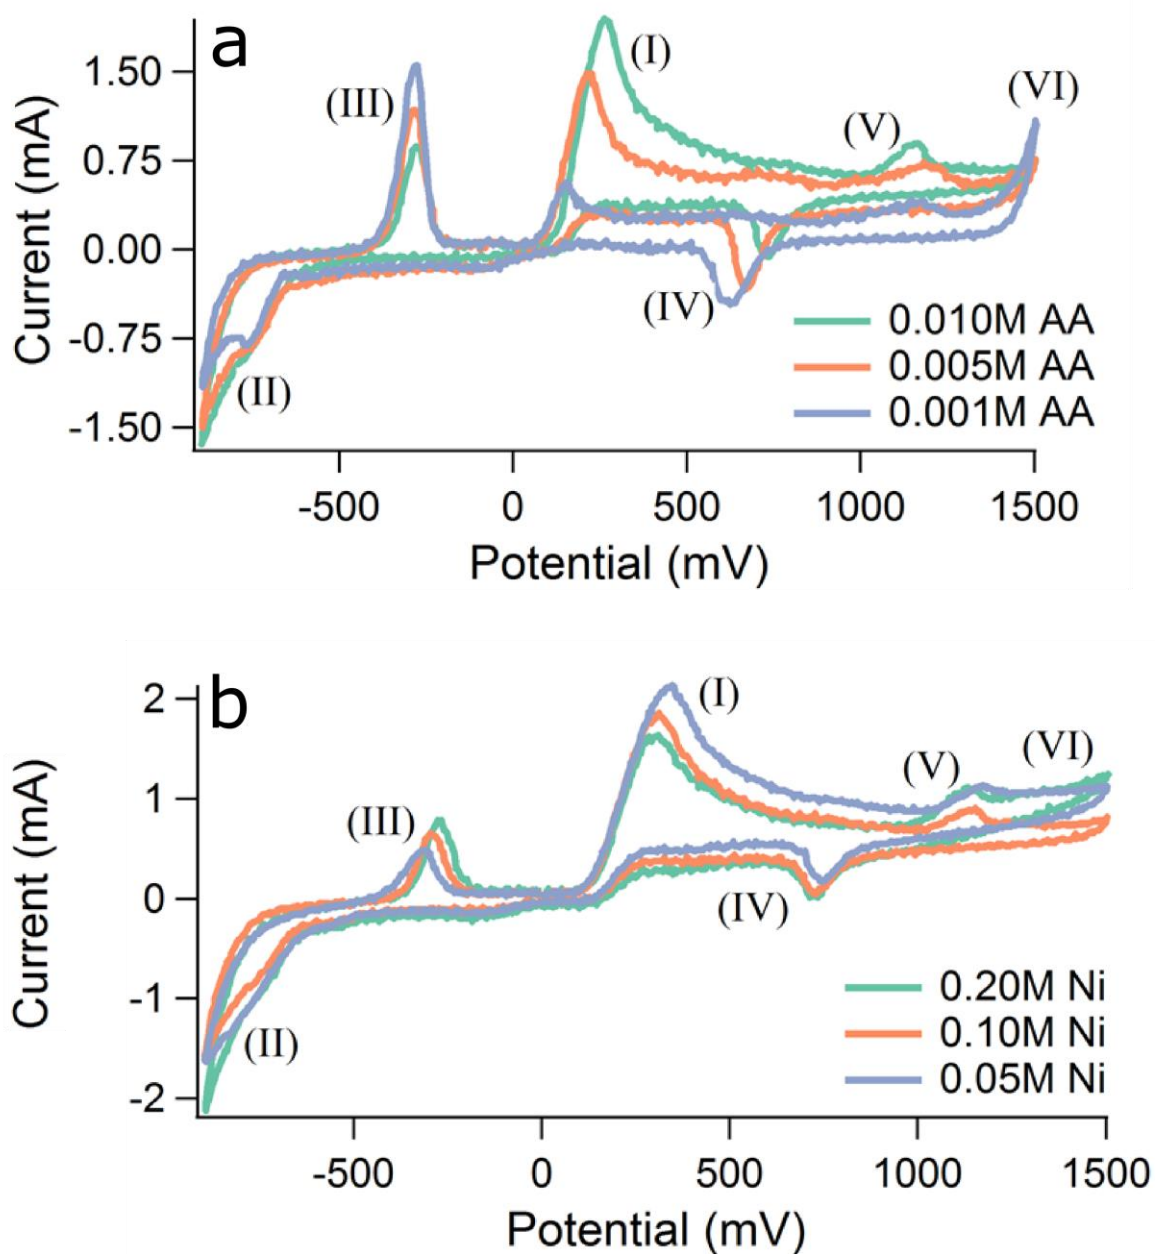 a
(I)
(III)
(VI)
(V)
1.50
0.75
0.00
-0.75
-1.50
Current (mA)
(IV)
(II)
0.010M AA
0.005M AA
0.001M AA
-500 0 500 1000 1500
Potential (mV)
b
(I)
(VI)
(V)
(III)
2
1
0
-1
-2
Current (mA)
(IV)
(II)
0.20M Ni
0.10M Ni
0.05M Ni
-500 0 500 1000 1500
Potential (mV)